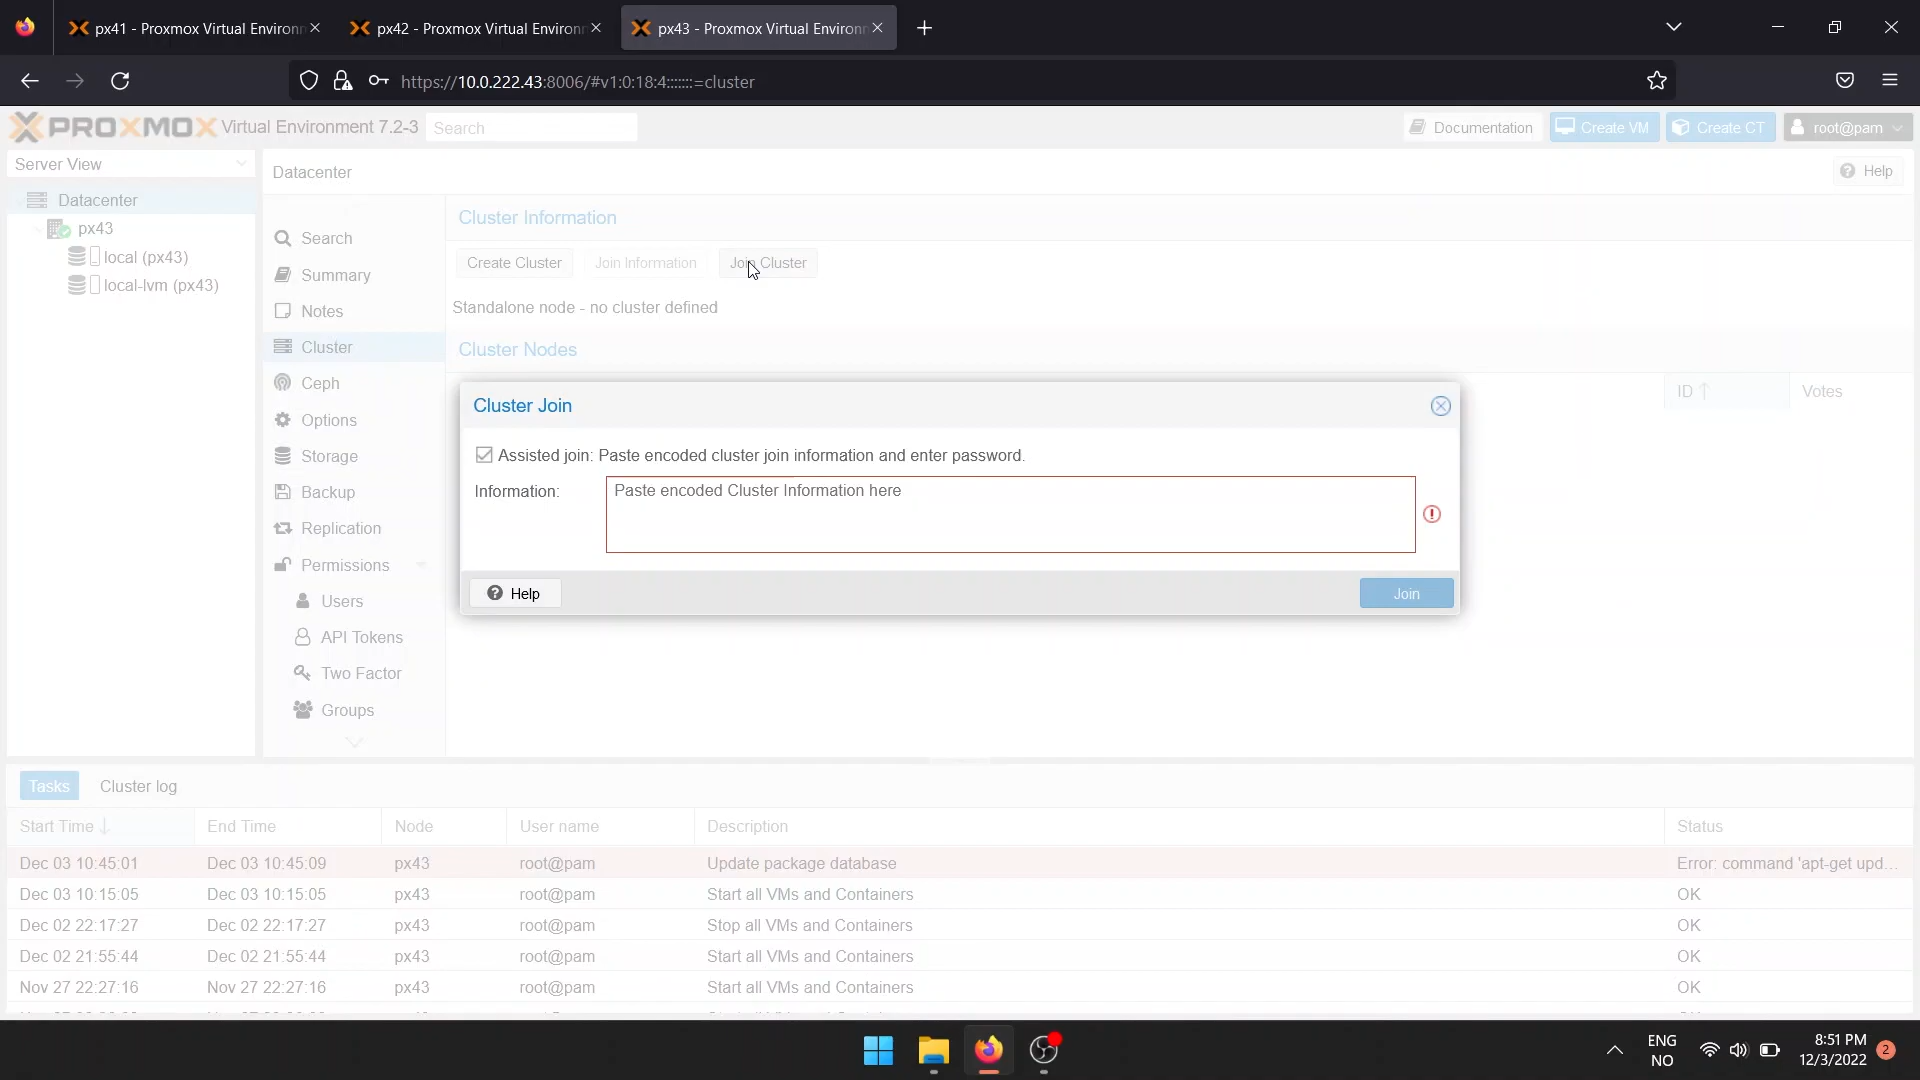 px41 - Proxmox Virtual Environ
px42 - Proxmox Virtual Environ
px43 - Proxmox Virtual Environ
https://10.0.222.43:8006/#v1:0:18:4:::::::=cluster
PROXMOX Virtual Environment 7.2-3
Search
Documentation
Create VM
Create CT
root@pam
Server View
Datacenter
px43
local (px43)
local-lvm (px43)
Datacenter
Help
Search
Summary
Notes
Cluster
Ceph
Options
Storage
Backup
Replication
Permissions
Users
API Tokens
Two Factor
Groups
Cluster Information
Create Cluster
Join Information
Join Cluster
Standalone node - no cluster defined
Cluster Nodes
ID
Votes
Cluster Join
Assisted join: Paste encoded cluster join information and enter password.
Information:
Paste encoded Cluster Information here
Help
Join
Tasks
Cluster log
Start Time End Time Node User name Description Status
Dec 03 10:45:01 Dec 03 10:45:09 px43 root@pam Update package database Error: command 'apt-get upd...
Dec 03 10:15:05 Dec 03 10:15:05 px43 root@pam Start all VMs and Containers OK
Dec 02 22:17:27 Dec 02 22:17:27 px43 root@pam Stop all VMs and Containers OK
Dec 02 21:55:44 Dec 02 21:55:44 px43 root@pam Start all VMs and Containers OK
Nov 27 22:27:16 Nov 27 22:27:16 px43 root@pam Start all VMs and Containers OK
ENG
NO
8:51 PM
12/3/2022
2